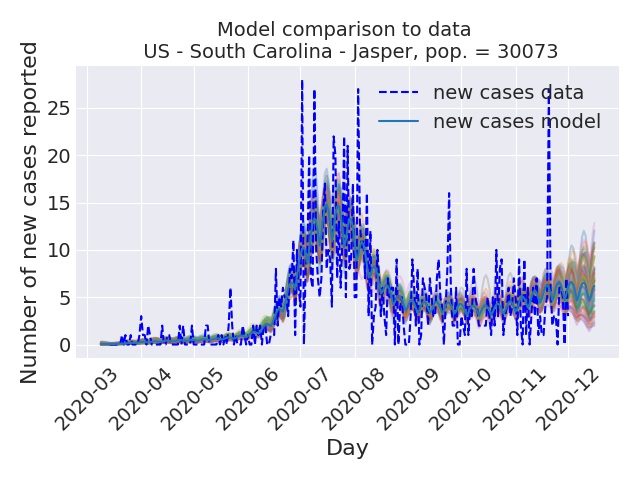 Model comparison to data
US - South Carolina - Jasper, pop. = 30073
Number of new cases reported
25
20
15
10
5
0
new cases data
new cases model
2020-03
2020-04
2020-05
2020-06
2020-07
2020-08
2020-09
2020-10
2020-11
2020-12
Day